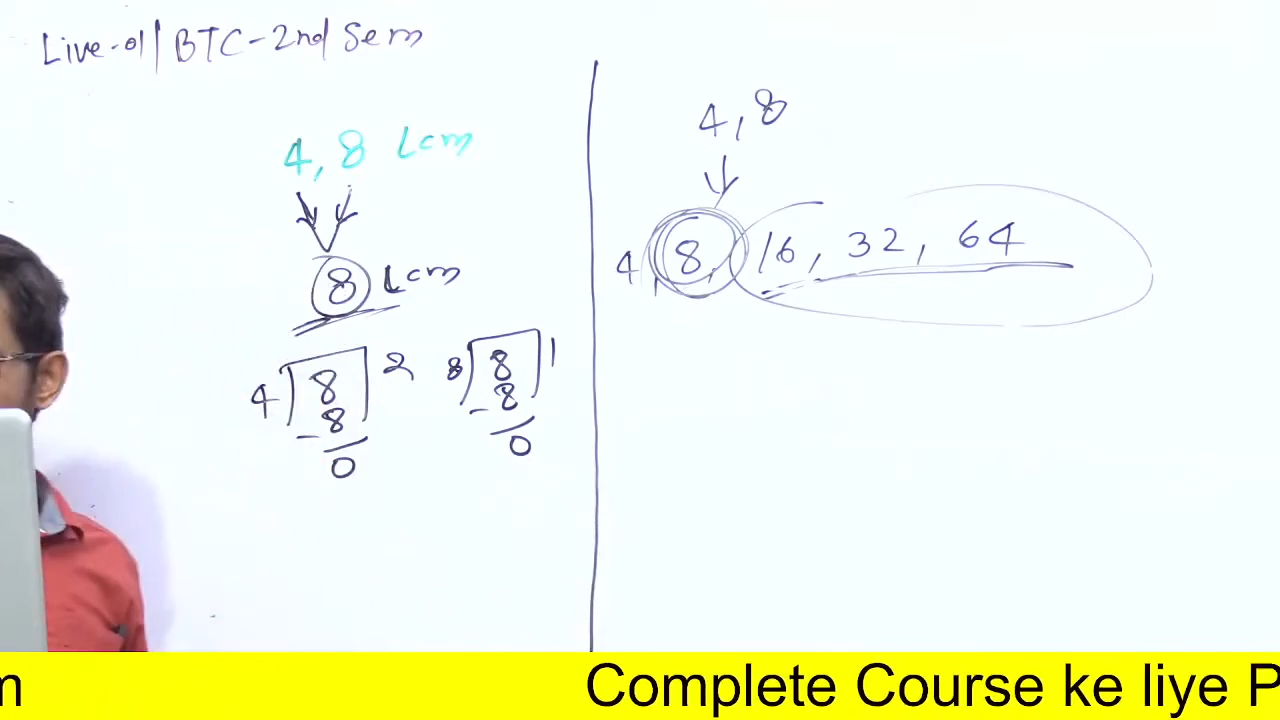 Live-01/BTC-2nd Sem
4, 8 Lcm
8 Lcm
4 8 2
-8
0
8 8 1
-8
0
4, 8
4, 8, 16, 32, 64
m Complete Course ke liye P